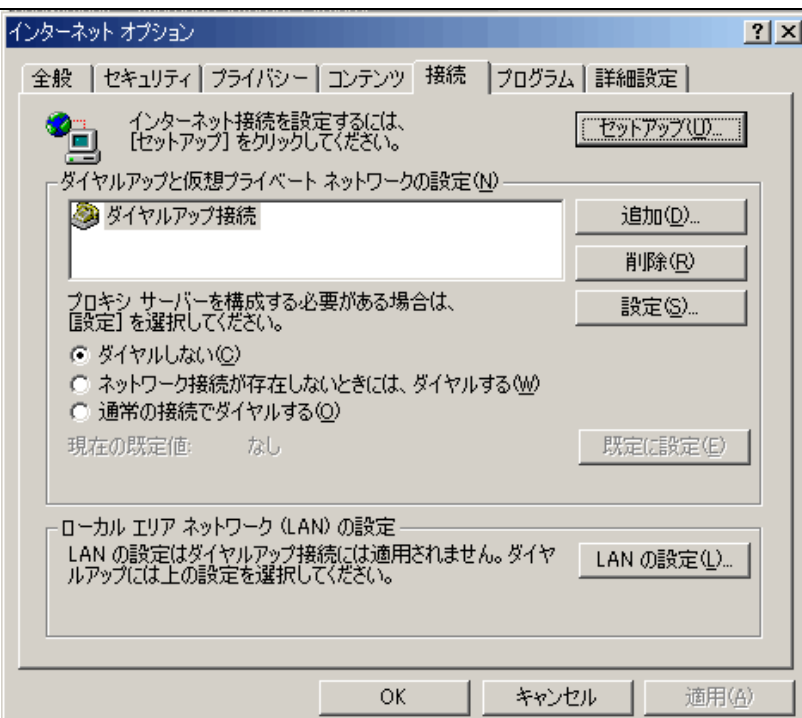 インターネット オプション
全般 セキュリティ プライバシー コンテンツ 接続 プログラム 詳細設定
インターネット接続を設定するには、
[セットアップ] をクリックしてください。
セットアップ(U)...
ダイヤルアップと仮想プライベート ネットワークの設定(N)
ダイヤルアップ接続
追加(D)...
削除(R)
プロキシ サーバーを構成する必要がある場合は、
[設定] を選択してください。
設定(S)...
ダイヤルしない(C)
ネットワーク接続が存在しないときには、ダイヤルする(W)
通常の接続でダイヤルする(O)
現在の既定値: なし
既定に設定(E)
ローカル エリア ネットワーク (LAN) の設定
LAN の設定はダイヤルアップ接続には適用されません。ダイヤ
ルアップには上の設定を選択してください。
LAN の設定(L)...
OK
キャンセル
適用(A)